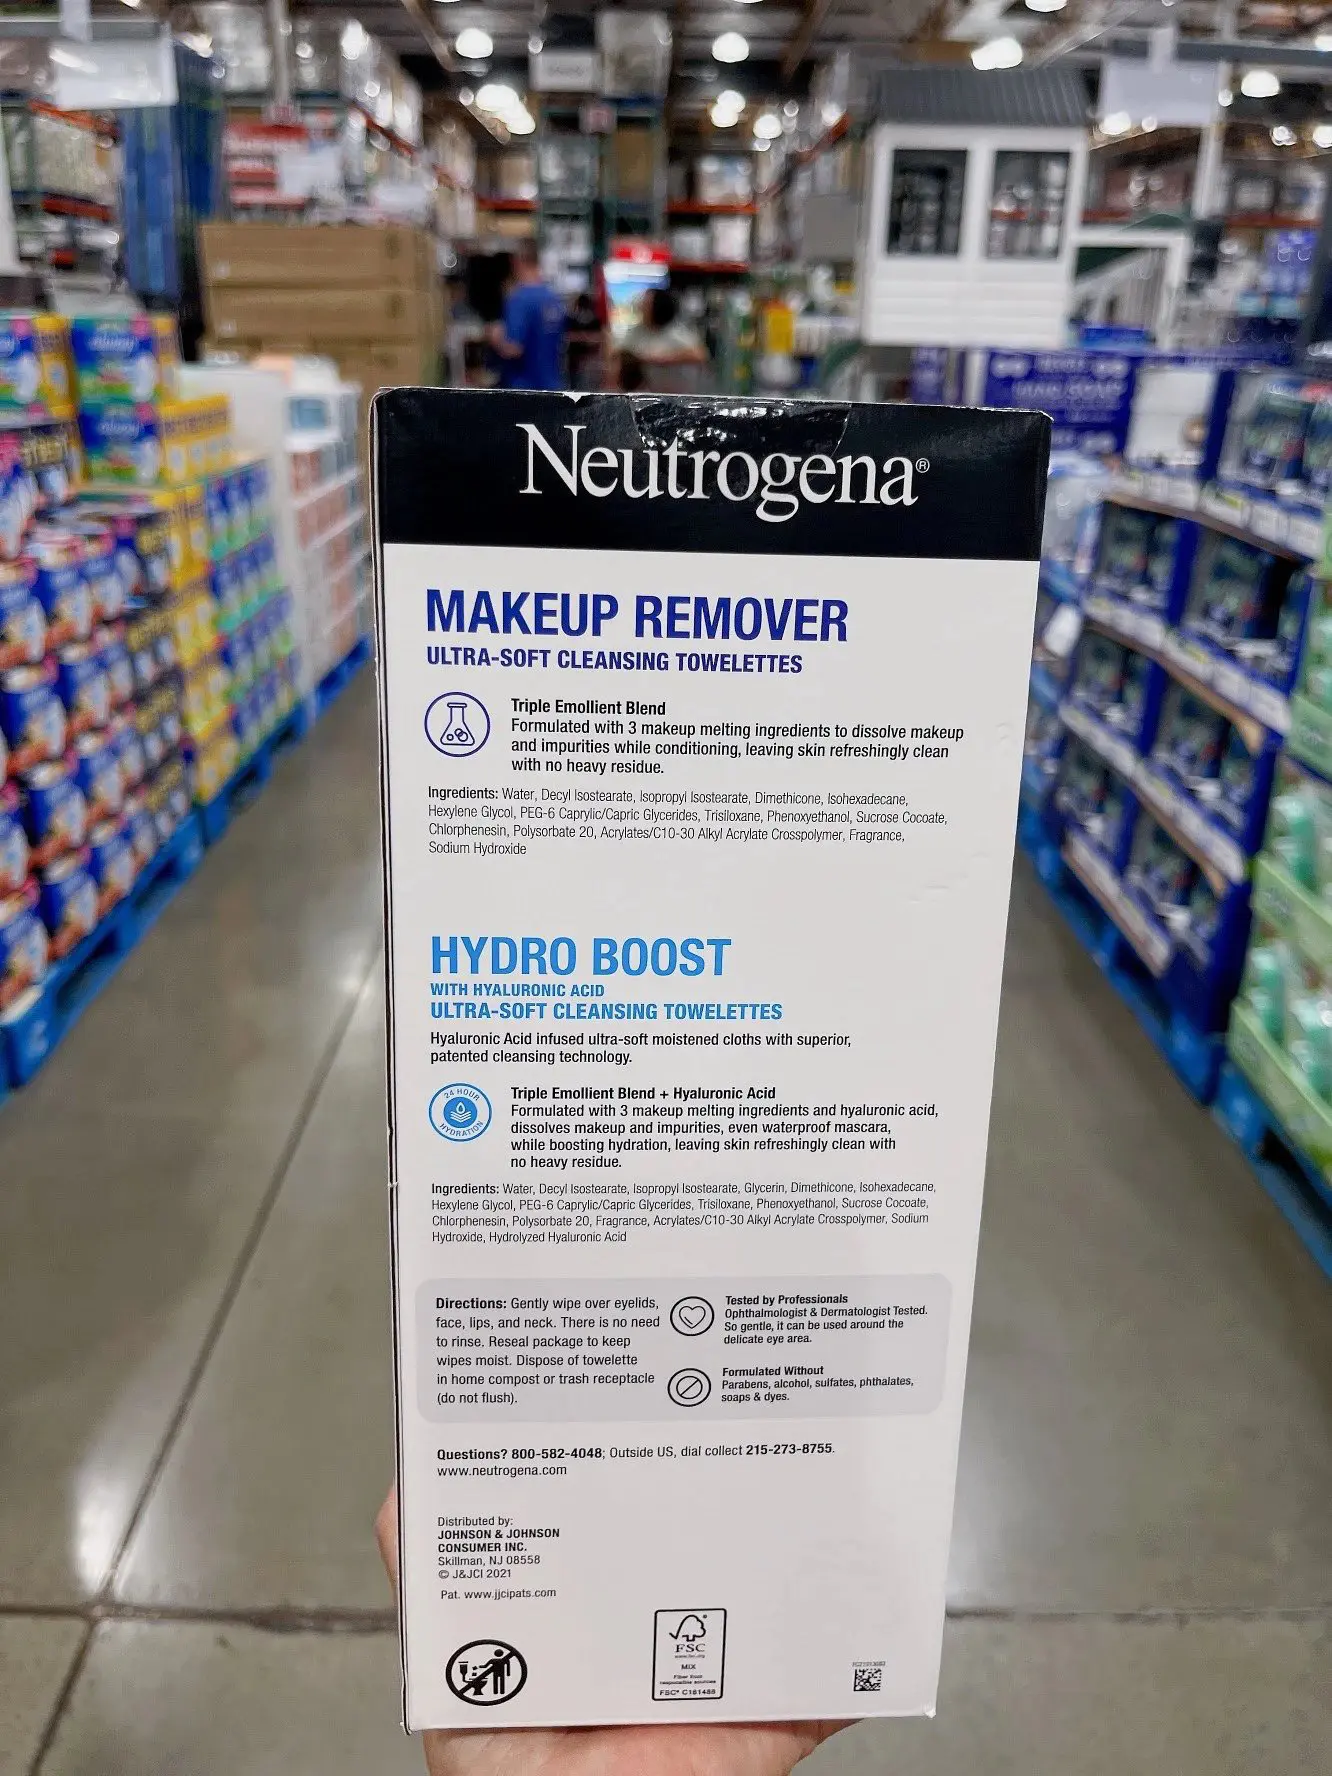 Neutrogena®
MAKEUP REMOVER
ULTRA-SOFT CLEANSING TOWELETTES
Triple Emollient Blend
Formulated with 3 makeup melting ingredients to dissolve makeup
and impurities while conditioning, leaving skin refreshingly clean
with no heavy residue.
Ingredients: Water, Decyl Isostearate, Isopropyl Isostearate, Dimethicone, Isohexadecane,
Hexylene Glycol, PEG-6 Caprylic/Capric Glycerides, Trisiloxane, Phenoxyethanol, Sucrose Cocoate,
Chlorphenesin, Polysorbate 20, Acrylates/C10-30 Alkyl Acrylate Crosspolymer, Fragrance,
Sodium Hydroxide
HYDRO BOOST
WITH HYALURONIC ACID
ULTRA-SOFT CLEANSING TOWELETTES
Hyaluronic Acid infused ultra-soft moistened cloths with superior,
patented cleansing technology.
24 HOUR
HYDRATION
Triple Emollient Blend + Hyaluronic Acid
Formulated with 3 makeup melting ingredients and hyaluronic acid,
dissolves makeup and impurities, even waterproof mascara,
while boosting hydration, leaving skin refreshingly clean with
no heavy residue.
Ingredients: Water, Decyl Isostearate, Isopropyl Isostearate, Glycerin, Dimethicone, Isohexadecane,
Hexylene Glycol, PEG-6 Caprylic/Capric Glycerides, Trisiloxane, Phenoxyethanol, Sucrose Cocoate,
Chlorphenesin, Polysorbate 20, Fragrance, Acrylates/C10-30 Alkyl Acrylate Crosspolymer, Sodium
Hydroxide, Hydrolyzed Hyaluronic Acid
Directions: Gently wipe over eyelids,
face, lips, and neck. There is no need
to rinse. Reseal package to keep
wipes moist. Dispose of towelette
in home compost or trash receptacle
(do not flush).
Tested by Professionals
Ophthalmologist & Dermatologist Tested.
So gentle, it can be used around the
delicate eye area.
Formulated Without
Parabens, alcohol, sulfates, phthalates,
soaps & dyes.
Questions? 800-582-4048; Outside US, dial collect 215-273-8755.
www.neutrogena.com
Distributed by:
JOHNSON & JOHNSON
CONSUMER INC.
Skillman, NJ 08558
© J&JCI 2021
Pat. www.jjcipats.com
FSC
www.fsc.org
MIX
Fiber from
responsible sources
FSC® C181488